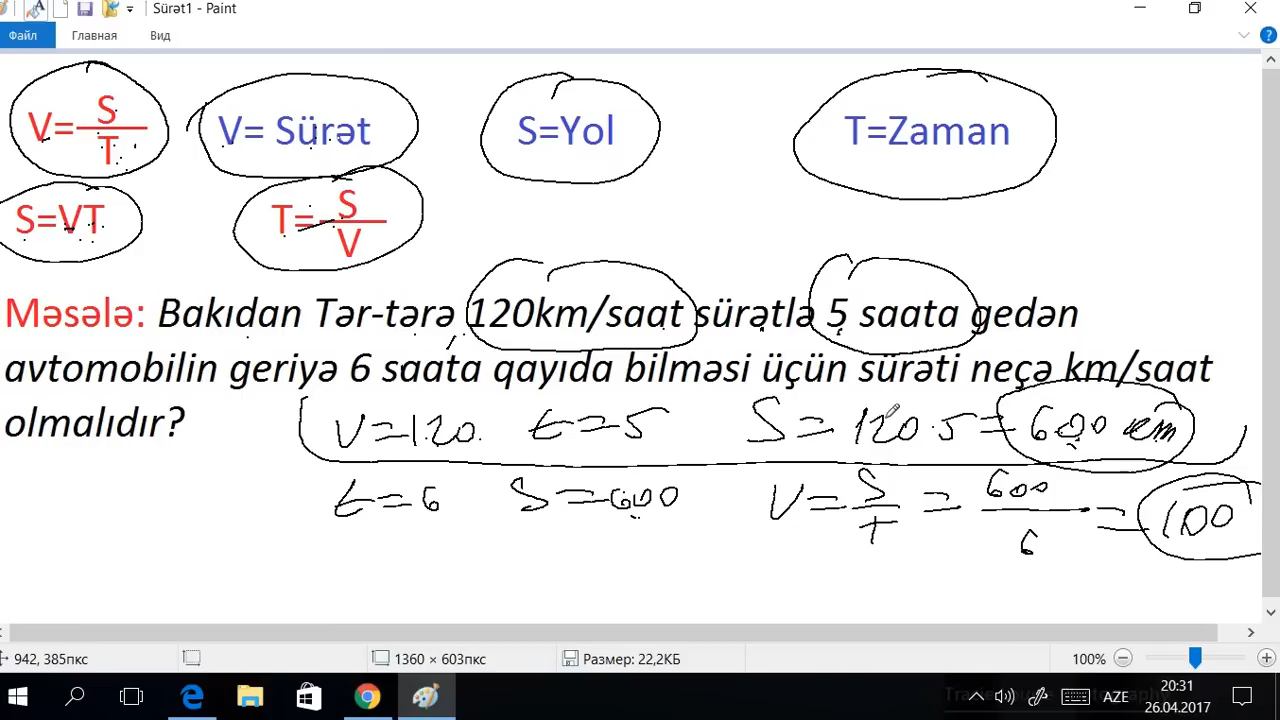 Sürət1 - Paint
Файл Главная Вид
V= S/T V= Sürət S=Yol T=Zaman
S=VT T= S/V
Məsələ: Bakıdan Tər-tərə 120km/saat sürətlə 5 saata gedən
avtomobilin geriyə 6 saata qayıda bilməsi üçün sürəti neçə km/saat
olmalıdır?
V=120. t=5 S=120.5=600 km
t=6 S=600 V= S/T = 600/6 =100
942, 385пкс 1360 × 603пкс Размер: 22,2КБ 100%
20:31
AZE
26.04.2017